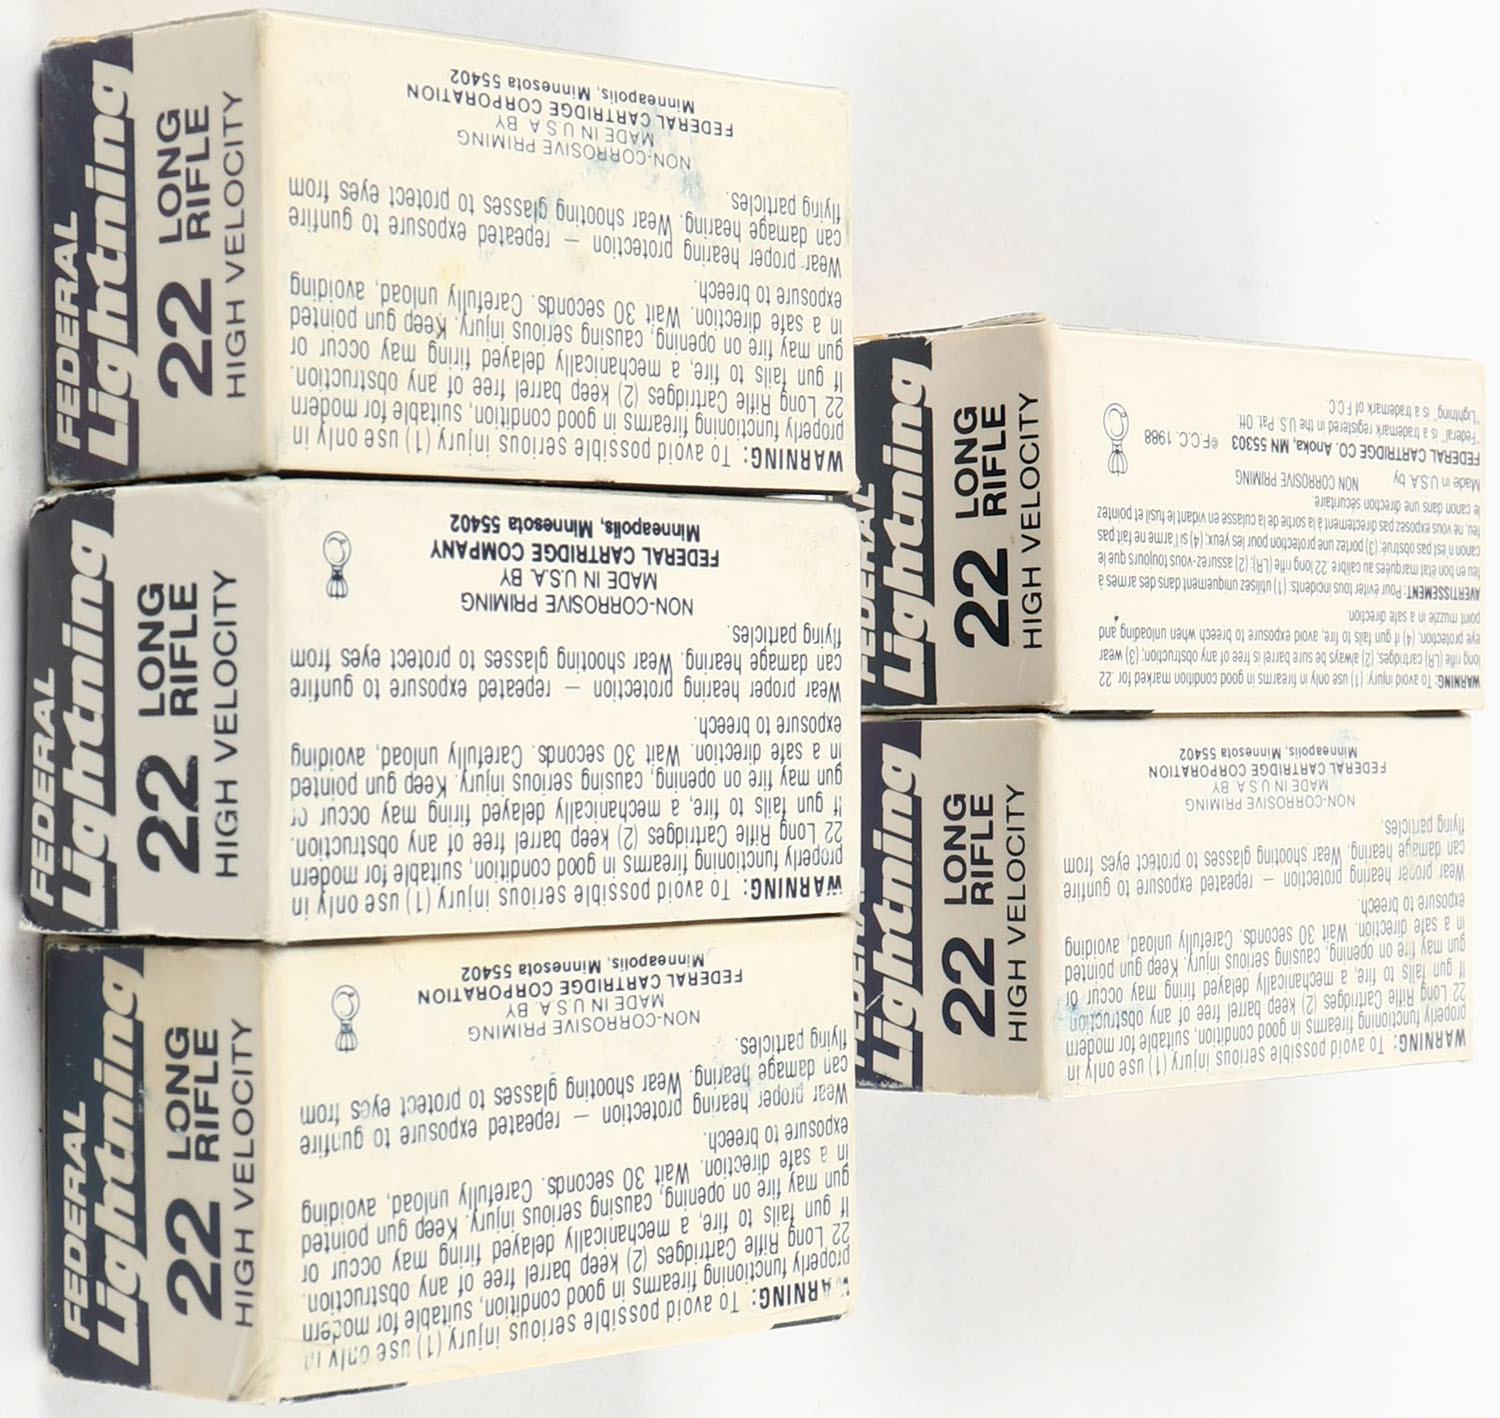 FEDERAL
Lightning
22 LONG
RIFLE
HIGH VELOCITY
WARNING: To avoid possible serious injury (1) use only in
properly functioning firearms in good condition, suitable for modern
22 Long Rifle Cartridges (2) keep barrel free of any obstruction.
If gun fails to fire, a mechanically delayed firing may occur or
gun may fire on opening, causing serious injury. Keep gun pointed
in a safe direction. Wait 30 seconds. Carefully unload, avoiding
exposure to breech.
Wear proper hearing protection — repeated exposure to gunfire
can damage hearing. Wear shooting glasses to protect eyes from
flying particles.
NON-CORROSIVE PRIMING
MADE IN U.S.A. BY
FEDERAL CARTRIDGE CORPORATION
Minneapolis, Minnesota 55402
FEDERAL
Lightning
22 LONG
RIFLE
HIGH VELOCITY
WARNING: To avoid possible serious injury (1) use only in
properly functioning firearms in good condition, suitable for modern
22 Long Rifle Cartridges (2) keep barrel free of any obstruction.
If gun fails to fire, a mechanically delayed firing may occur or
gun may fire on opening, causing serious injury. Keep gun pointed
in a safe direction. Wait 30 seconds. Carefully unload, avoiding
exposure to breech.
Wear proper hearing protection — repeated exposure to gunfire
can damage hearing. Wear shooting glasses to protect eyes from
flying particles.
NON-CORROSIVE PRIMING
MADE IN U.S.A. BY
FEDERAL CARTRIDGE COMPANY
Minneapolis, Minnesota 55402
FEDERAL
Lightning
22 LONG
RIFLE
HIGH VELOCITY
WARNING: To avoid possible serious injury (1) use only in
properly functioning firearms in good condition, suitable for modern
22 Long Rifle Cartridges (2) keep barrel free of any obstruction.
If gun fails to fire, a mechanically delayed firing may occur or
gun may fire on opening, causing serious injury. Keep gun pointed
in a safe direction. Wait 30 seconds. Carefully unload, avoiding
exposure to breech.
Wear proper hearing protection — repeated exposure to gunfire
can damage hearing. Wear shooting glasses to protect eyes from
flying particles.
NON-CORROSIVE PRIMING
MADE IN U.S.A. BY
FEDERAL CARTRIDGE CORPORATION
Minneapolis, Minnesota 55402
FEDERAL
Lightning
22 LONG
RIFLE
HIGH VELOCITY
WARNING: To avoid injury: (1) use only in firearms in good condition marked for .22
long rifle (LR) cartridges; (2) always be sure barrel is free of any obstruction; (3) wear
eye protection; (4) if gun fails to fire, avoid exposure to breech when unloading and
point muzzle in a safe direction.
AVERTISSEMENT: Pour éviter tous incidents: (1) utilisez uniquement dans des armes à
feu en bon état marquées au calibre .22 long rifle (LR); (2) assurez-vous toujours que le
canon n'est pas obstrué; (3) portez une protection pour les yeux; (4) si l'arme ne fait pas
feu, ne vous exposez pas directement à la sortie de la culasse en vidant le fusil et pointez
le canon dans une direction sécuritaire.
Made in U.S.A. by NON CORROSIVE PRIMING
FEDERAL CARTRIDGE CO. Anoka, MN 55303 ©F.C.C. 1988
"Federal" is a trademark registered in the U.S. Pat. Off.
"Lightning" is a trademark of F.C.C.
FEDERAL
Lightning
22 LONG
RIFLE
HIGH VELOCITY
WARNING: To avoid possible serious injury (1) use only in
properly functioning firearms in good condition, suitable for modern
22 Long Rifle Cartridges (2) keep barrel free of any obstruction
If gun fails to fire, a mechanically delayed firing may occur or
gun may fire on opening, causing serious injury. Keep gun pointed
in a safe direction. Wait 30 seconds. Carefully unload, avoiding
exposure to breech.
Wear proper hearing protection — repeated exposure to gunfire
can damage hearing. Wear shooting glasses to protect eyes from
flying particles.
NON-CORROSIVE PRIMING
MADE IN U.S.A. BY
FEDERAL CARTRIDGE CORPORATION
Minneapolis, Minnesota 55402